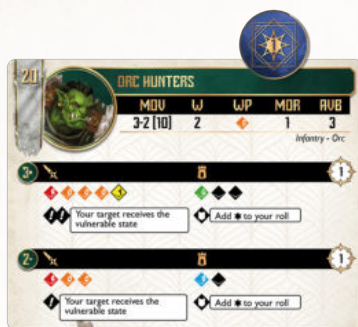 1
20 ORC HUNTERS
MOV W WP MOR AVB
3-2 [10] 2 1 3
Infantry - Orc
3+ 1
Your target receives the
vulnerable state
Add ✱ to your roll
2- 1
Your target receives the
vulnerable state
Add ✱ to your roll